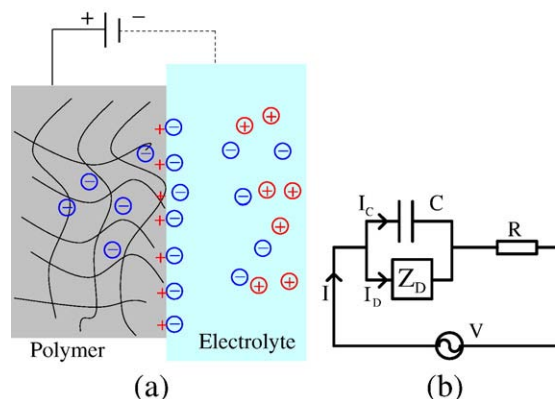 + −
Polymer
Electrolyte
(a)
I_C C
R
I_D Z_D
I
V
(b)